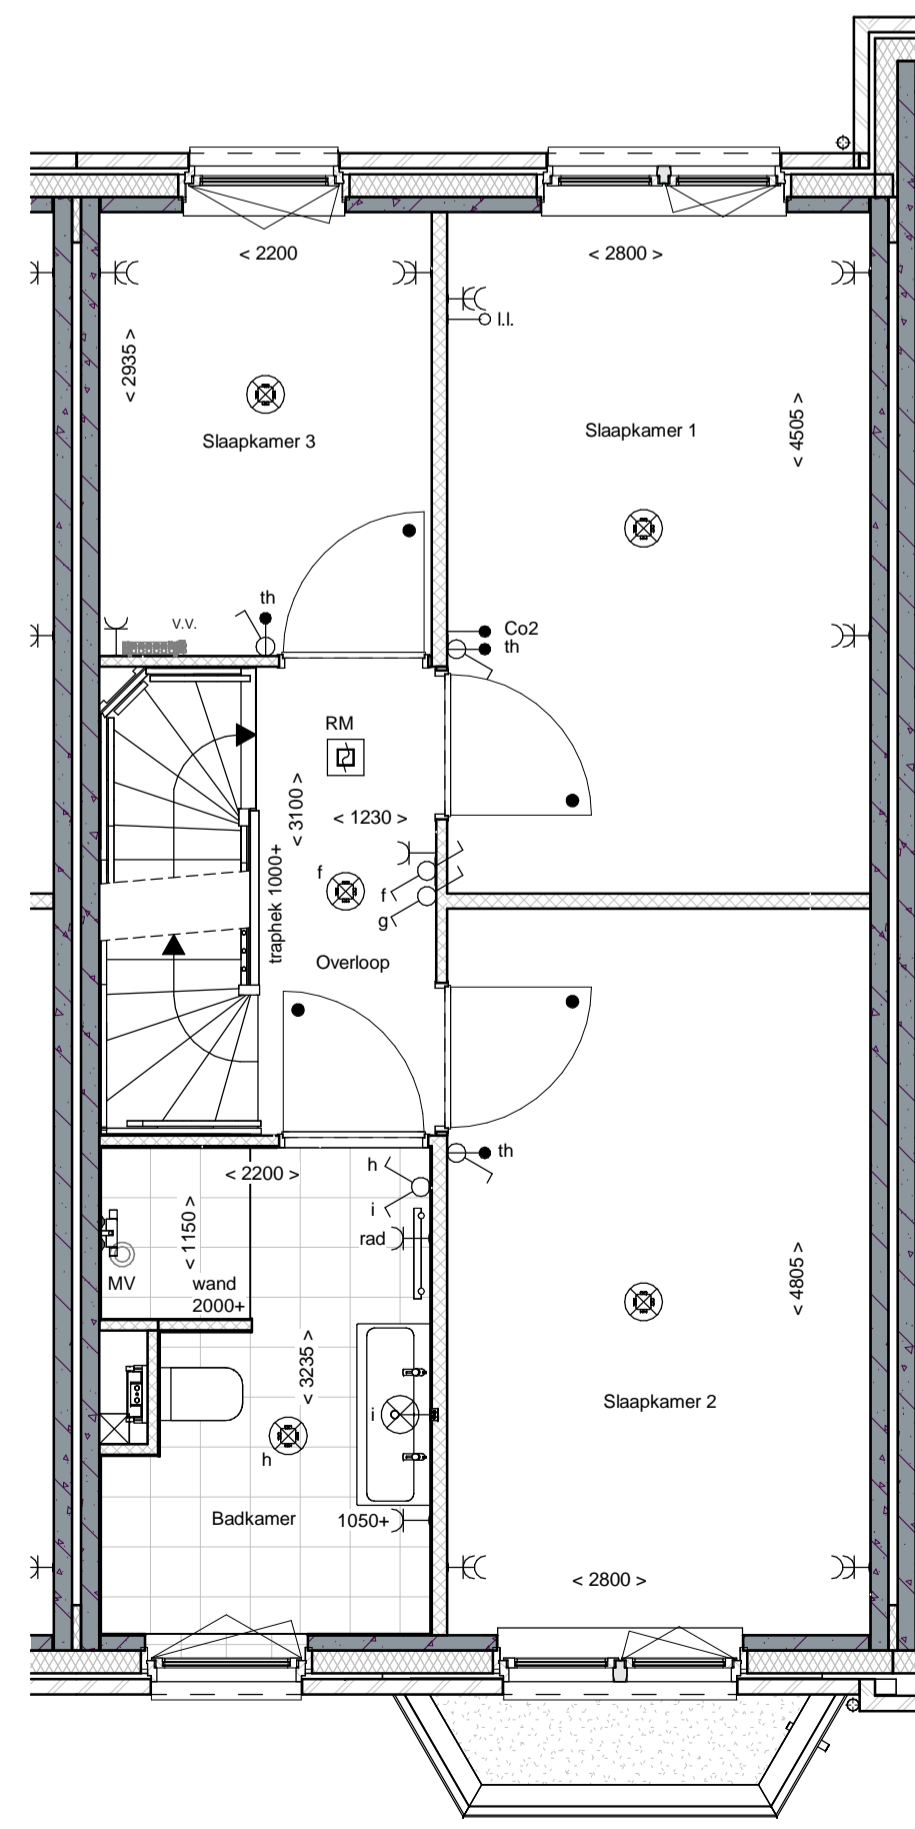 < 2200
< 2800 >
l.l.
< 2935 >
< 4505 >
Slaapkamer 3
Slaapkamer 1
th
v.v.
Co2
th
RM
< 3100 >
< 1230 >
traphek 1000+
f
f
g
Overloop
th
< 2200 >
h
i
< 1150 >
rad
MV
wand
2000+
< 4805 >
< 3235 >
Slaapkamer 2
i
h
Badkamer
1050+
< 2800 >